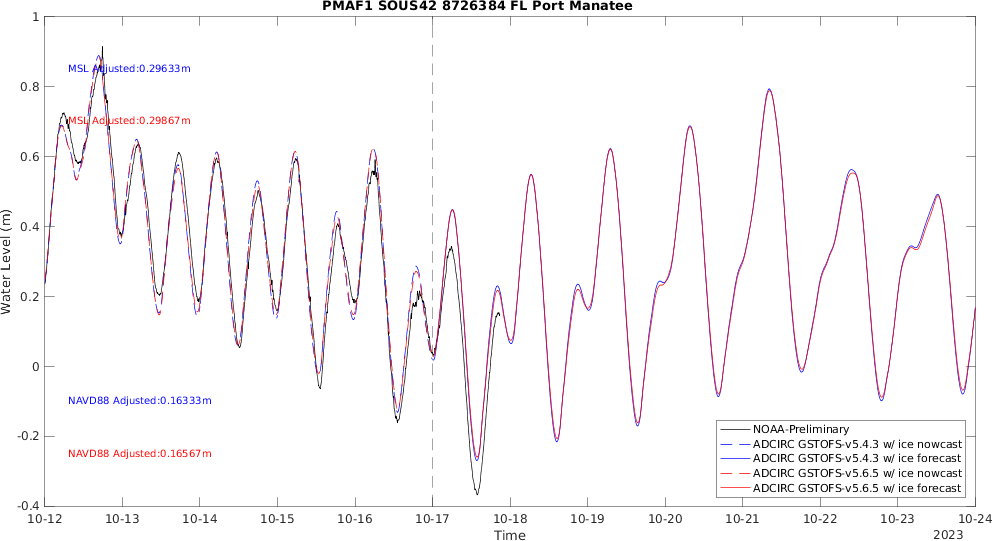 PMAF1 SOUS42 8726384 FL Port Manatee
1
0.8
0.6
0.4
0.2
0
-0.2
-0.4
Water Level (m)
MSL Adjusted:0.29633m
MSL Adjusted:0.29867m
NAVD88 Adjusted:0.16333m
NAVD88 Adjusted:0.16567m
NOAA-Preliminary
ADCIRC GSTOFS-v5.4.3 w/ ice nowcast
ADCIRC GSTOFS-v5.4.3 w/ ice forecast
ADCIRC GSTOFS-v5.6.5 w/ ice nowcast
ADCIRC GSTOFS-v5.6.5 w/ ice forecast
10-12 10-13 10-14 10-15 10-16 10-17 10-18 10-19 10-20 10-21 10-22 10-23 10-24
Time
2023